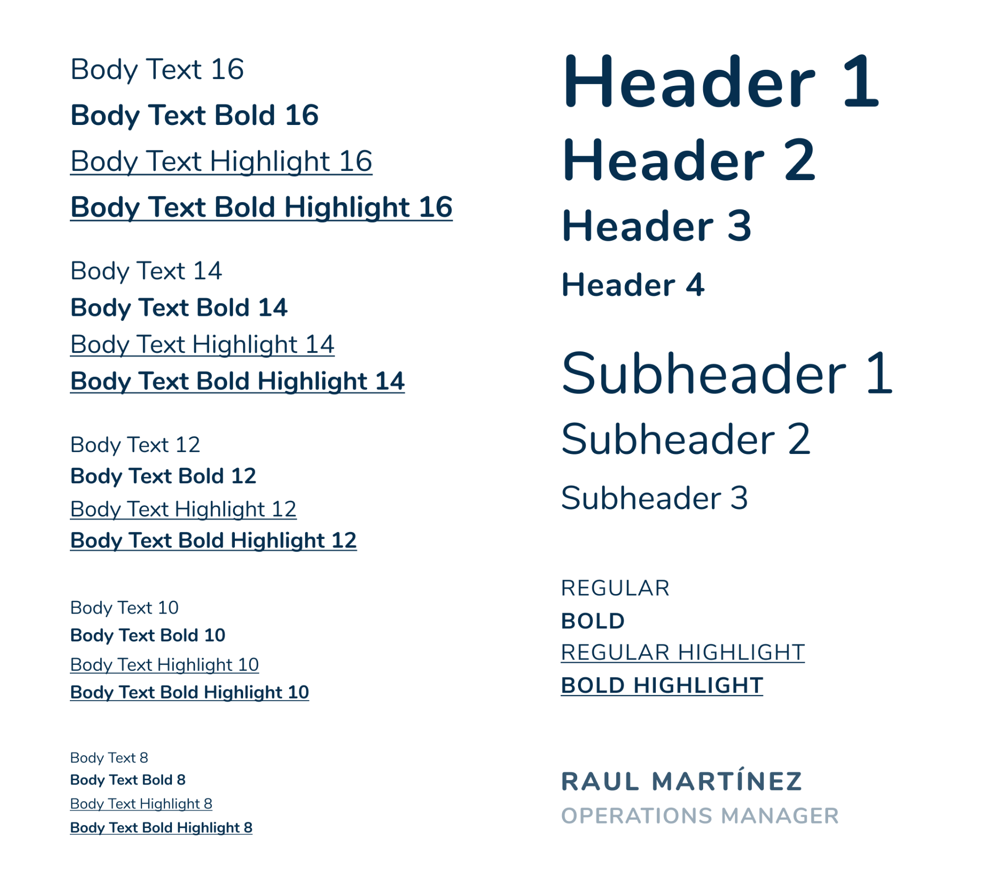 Body Text 16
Body Text Bold 16
Body Text Highlight 16
Body Text Bold Highlight 16
Body Text 14
Body Text Bold 14
Body Text Highlight 14
Body Text Bold Highlight 14
Body Text 12
Body Text Bold 12
Body Text Highlight 12
Body Text Bold Highlight 12
Body Text 10
Body Text Bold 10
Body Text Highlight 10
Body Text Bold Highlight 10
Body Text 8
Body Text Bold 8
Body Text Highlight 8
Body Text Bold Highlight 8
Header 1
Header 2
Header 3
Header 4
Subheader 1
Subheader 2
Subheader 3
REGULAR
BOLD
REGULAR HIGHLIGHT
BOLD HIGHLIGHT
RAUL MARTÍNEZ
OPERATIONS MANAGER